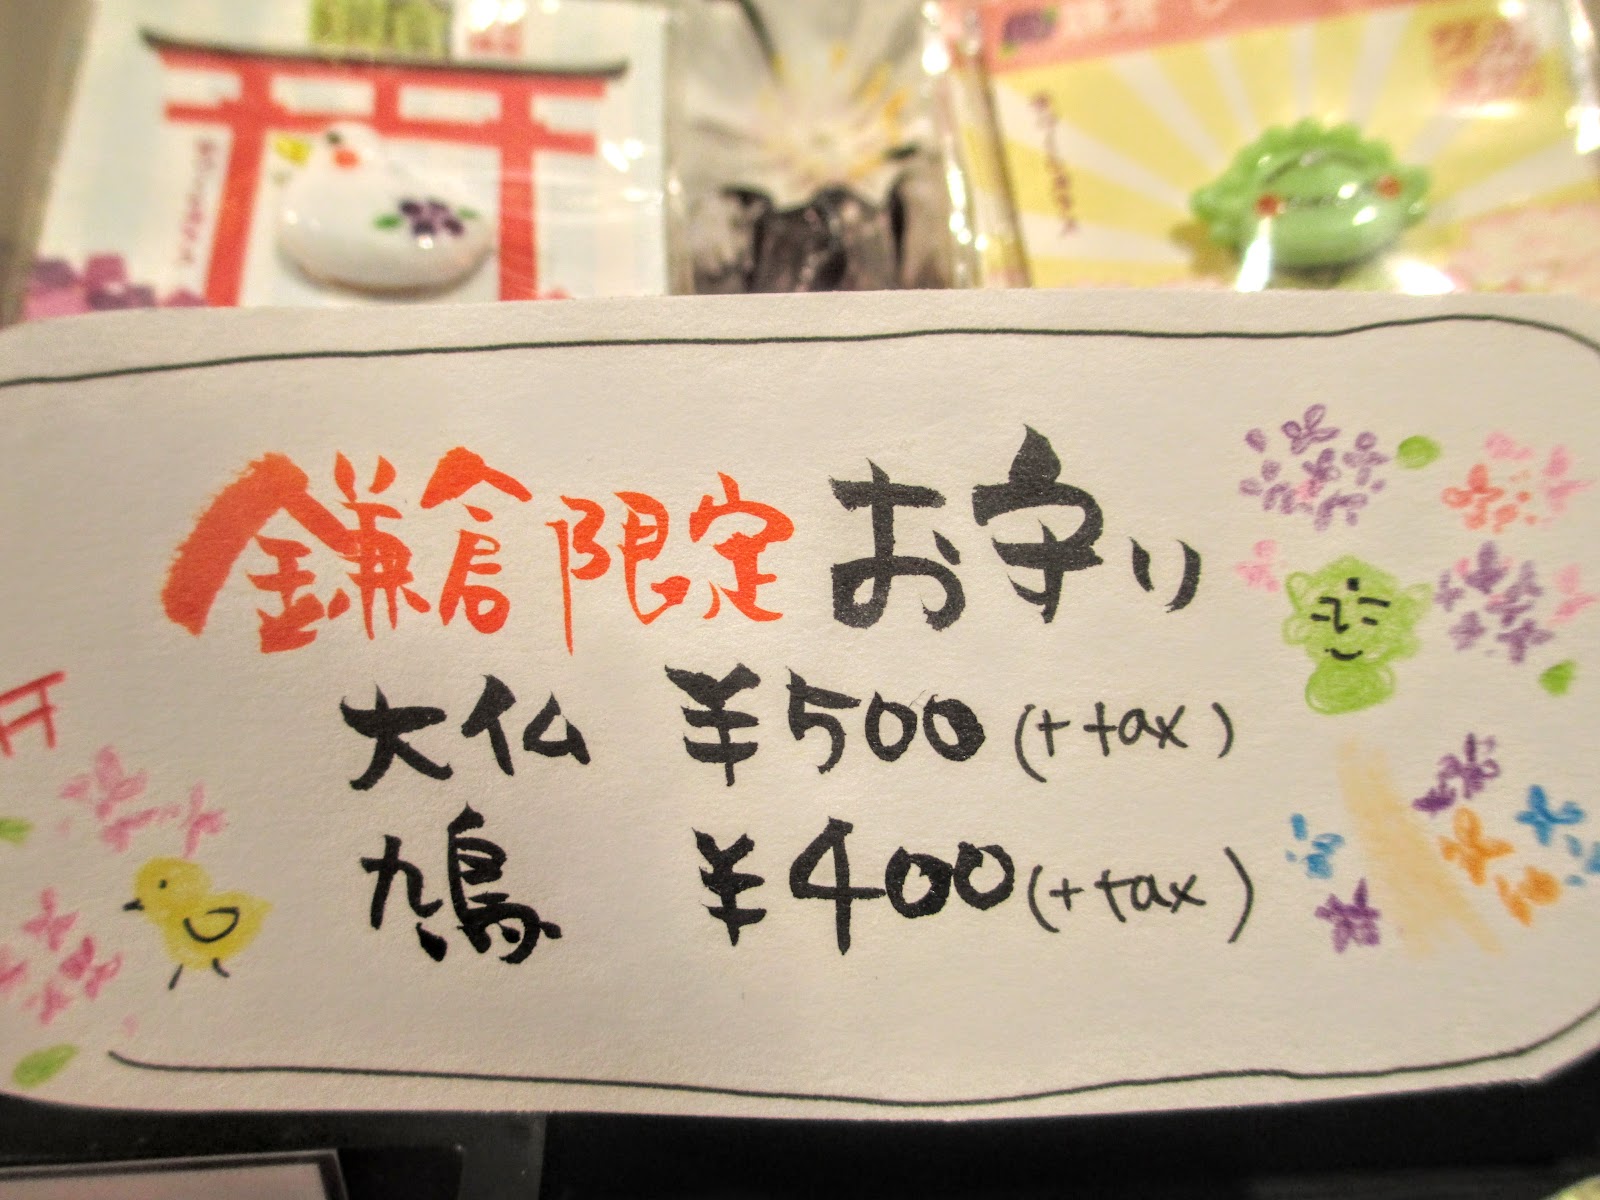 鎌倉限定お守り
大仏 ¥500 (+tax)
鳩 ¥400 (+tax)